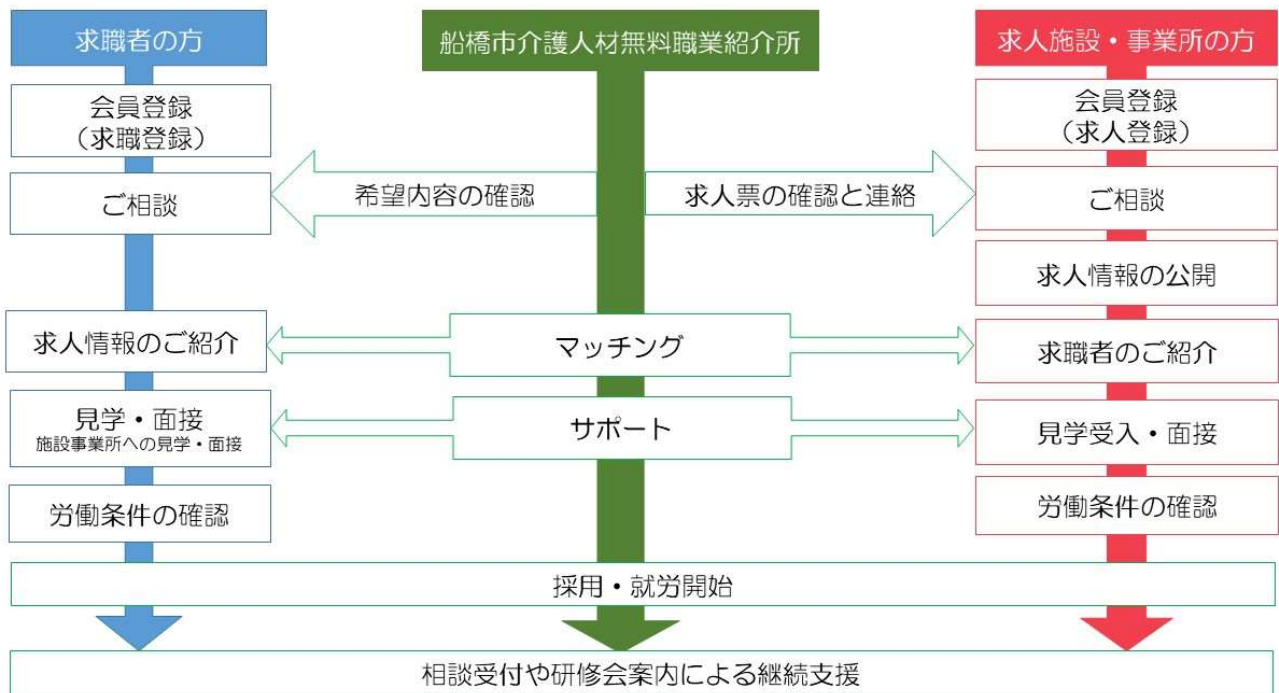 求職者の方
船橋市介護人材無料職業紹介所
求人施設・事業所の方
会員登録
（求職登録）
会員登録
（求人登録）
ご相談
希望内容の確認
求人票の確認と連絡
ご相談
求人情報の公開
求人情報のご紹介
マッチング
求職者のご紹介
見学・面接
施設事業所への見学・面接
サポート
見学受入・面接
労働条件の確認
労働条件の確認
採用・就労開始
相談受付や研修会案内による継続支援